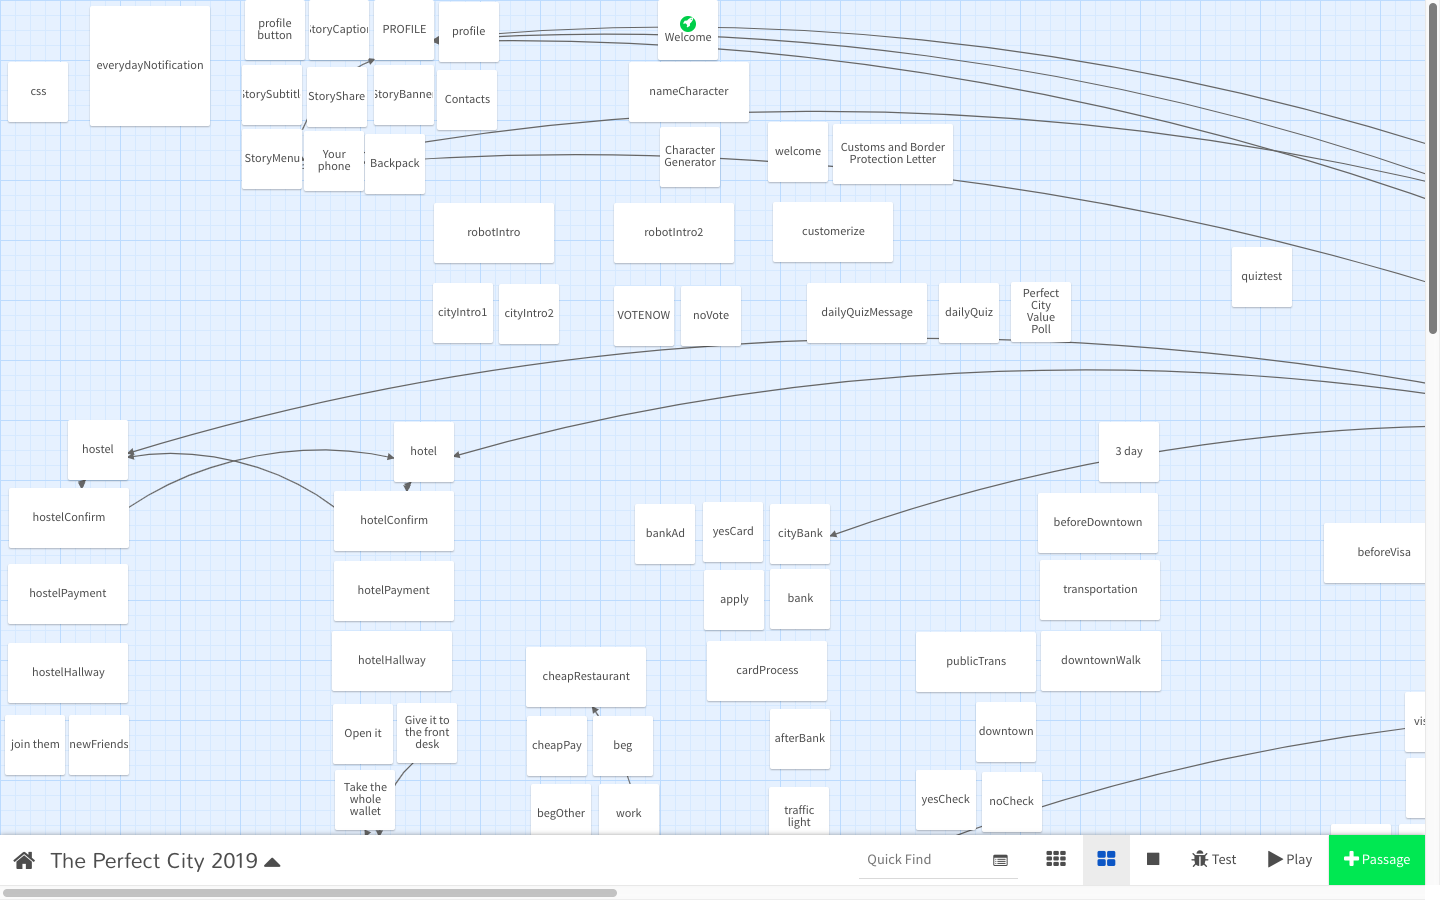 profile
button
StoryCaption
PROFILE
profile
Welcome
everydayNotification
css
StorySubtitl
StoryShare
StoryBanne
Contacts
nameCharacter
StoryMenu
Your
phone
Backpack
Character
Generator
welcome
Customs and Border
Protection Letter
robotIntro
robotIntro2
customerize
quiztest
cityIntro1
cityIntro2
VOTENOW
noVote
dailyQuizMessage
dailyQuiz
Perfect
City
Value
Poll
hostel
hotel
3 day
hostelConfirm
hotelConfirm
bankAd
yesCard
cityBank
beforeDowntown
beforeVisa
hostelPayment
hotelPayment
apply
bank
transportation
hostelHallway
hotelHallway
cheapRestaurant
cardProcess
publicTrans
downtownWalk
join them
newFriends
Open it
Give it to
the front
desk
cheapPay
beg
afterBank
downtown
vis
Take the
whole
wallet
begOther
work
traffic
light
yesCheck
noCheck
The Perfect City 2019
Quick Find
Test
Play
Passage